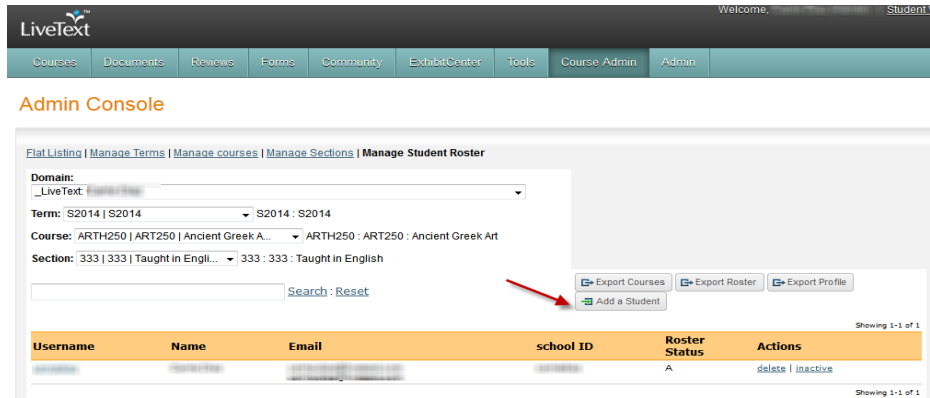 Welcome, Student
LiveText™
Courses Documents Reviews Forms Community ExhibitCenter Tools Course Admin Admin
Admin Console
Flat Listing | Manage Terms | Manage courses | Manage Sections | Manage Student Roster
Domain:
_LiveText:
Term: S2014 | S2014 S2014 : S2014
Course: ARTH250 | ART250 | Ancient Greek A... ARTH250 : ART250 : Ancient Greek Art
Section: 333 | 333 | Taught in Engli... 333 : 333 : Taught in English
Export Courses Export Roster Export Profile
Search : Reset
Add a Student
Showing 1-1 of 1
Username Name Email school ID Roster Status Actions
A delete | inactive
Showing 1-1 of 1